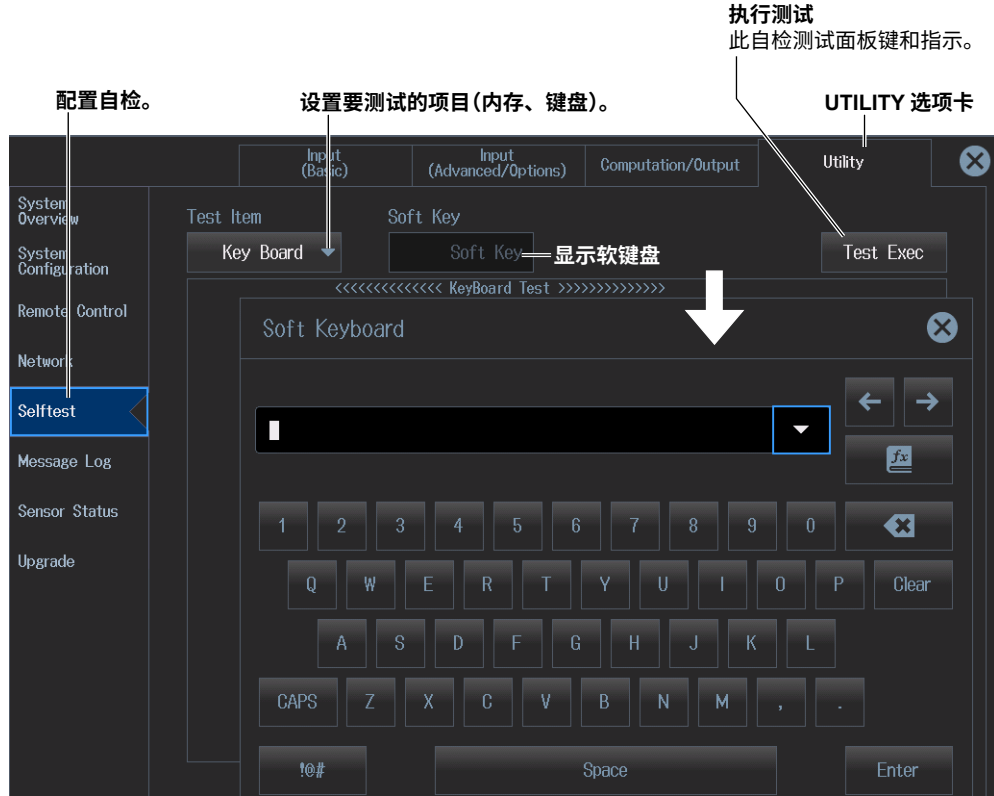 执行测试
此自检测试面板键和指示。
配置自检。
设置要测试的项目(内存、键盘)。
UTILITY 选项卡
Input
(Basic)
Input
(Advanced/Options)
Computation/Output
Utility
System
Overview
System
Configuration
Remote Control
Network
Selftest
Message Log
Sensor Status
Upgrade
Test Item
Soft Key
Key Board
Soft Key
显示软键盘
Test Exec
<<<<<<<<<<<<<< KeyBoard Test >>>>>>>>>>>>>>
Soft Keyboard
fx
1 2 3 4 5 6 7 8 9 0
Q W E R T Y U I O P Clear
A S D F G H J K L
CAPS Z X C V B N M , .
!@# Space Enter